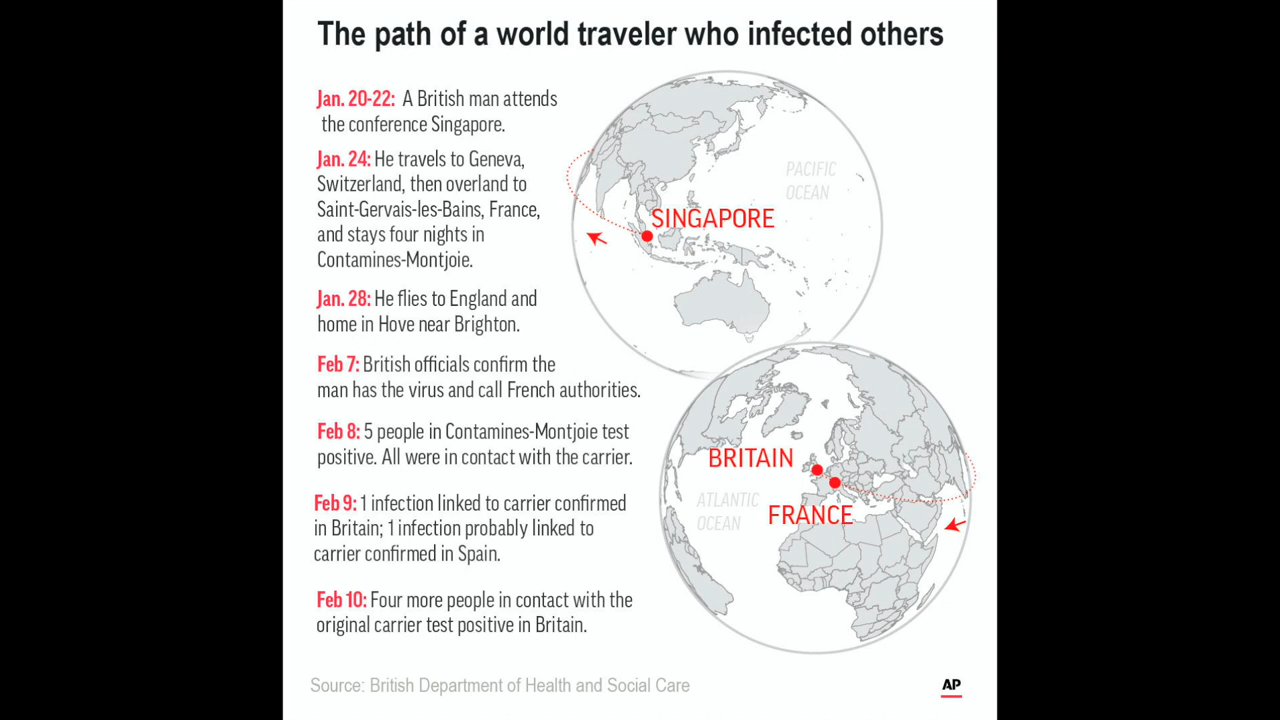 The path of a world traveler who infected others
Jan. 20-22: A British man attends
the conference Singapore.
Jan. 24: He travels to Geneva,
Switzerland, then overland to
Saint-Gervais-les-Bains, France,
and stays four nights in
Contamines-Montjoie.
Jan. 28: He flies to England and
home in Hove near Brighton.
Feb 7: British officials confirm the
man has the virus and call French authorities.
Feb 8: 5 people in Contamines-Montjoie test
positive. All were in contact with the carrier.
Feb 9: 1 infection linked to carrier confirmed
in Britain; 1 infection probably linked to
carrier confirmed in Spain.
Feb 10: Four more people in contact with the
original carrier test positive in Britain.
PACIFIC
OCEAN
SINGAPORE
BRITAIN
ATLANTIC
OCEAN
FRANCE
Source: British Department of Health and Social Care
AP